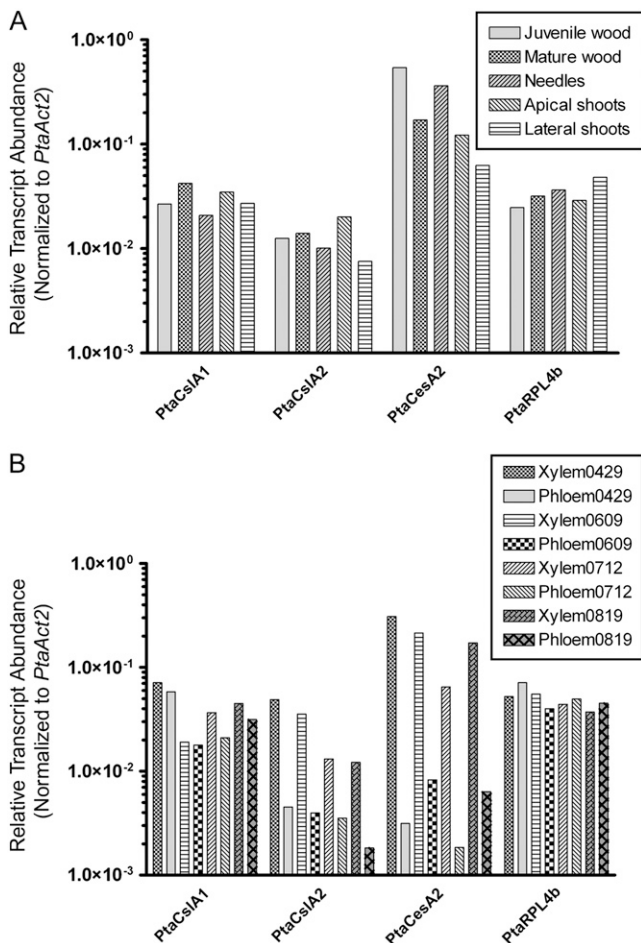 A
Relative Transcript Abundance
(Normalized to PtaAct2)
1.0×10⁰
1.0×10⁻¹
1.0×10⁻²
1.0×10⁻³
Juvenile wood
Mature wood
Needles
Apical shoots
Lateral shoots
PtaCslA1
PtaCslA2
PtaCesA2
PtaRPL4b
B
Relative Transcript Abundance
(Normalized to PtaAct2)
1.0×10⁰
1.0×10⁻¹
1.0×10⁻²
1.0×10⁻³
Xylem0429
Phloem0429
Xylem0609
Phloem0609
Xylem0712
Phloem0712
Xylem0819
Phloem0819
PtaCslA1
PtaCslA2
PtaCesA2
PtaRPL4b